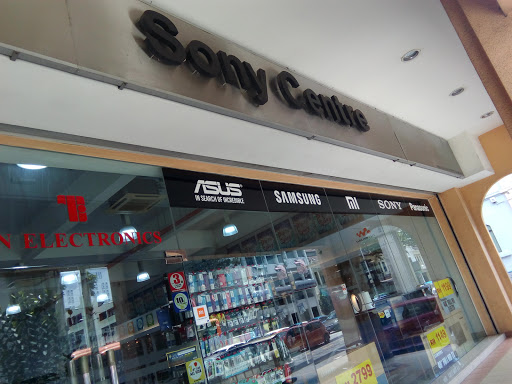 Sony Centre
ASUS
IN SEARCH OF INCREDIBLE
SAMSUNG
mi
SONY
Panasonic
N ELECTRONICS
2799